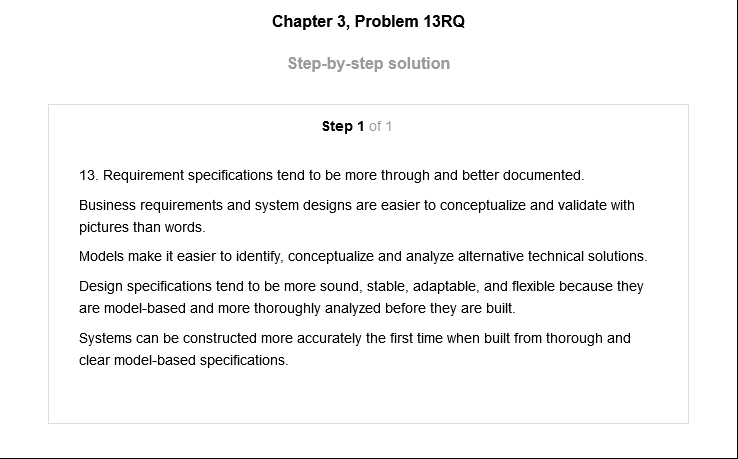 Chapter 3, Problem 13RQ
Step-by-step solution
Step 1 of 1
13. Requirement specifications tend to be more through and better documented.
Business requirements and system designs are easier to conceptualize and validate with
pictures than words.
Models make it easier to identify, conceptualize and analyze alternative technical solutions.
Design specifications tend to be more sound, stable, adaptable, and flexible because they
are model-based and more thoroughly analyzed before they are built.
Systems can be constructed more accurately the first time when built from thorough and
clear model-based specifications.